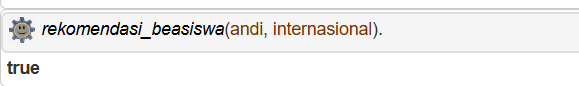 rekomendasi_beasiswa(andi, internasional).
true